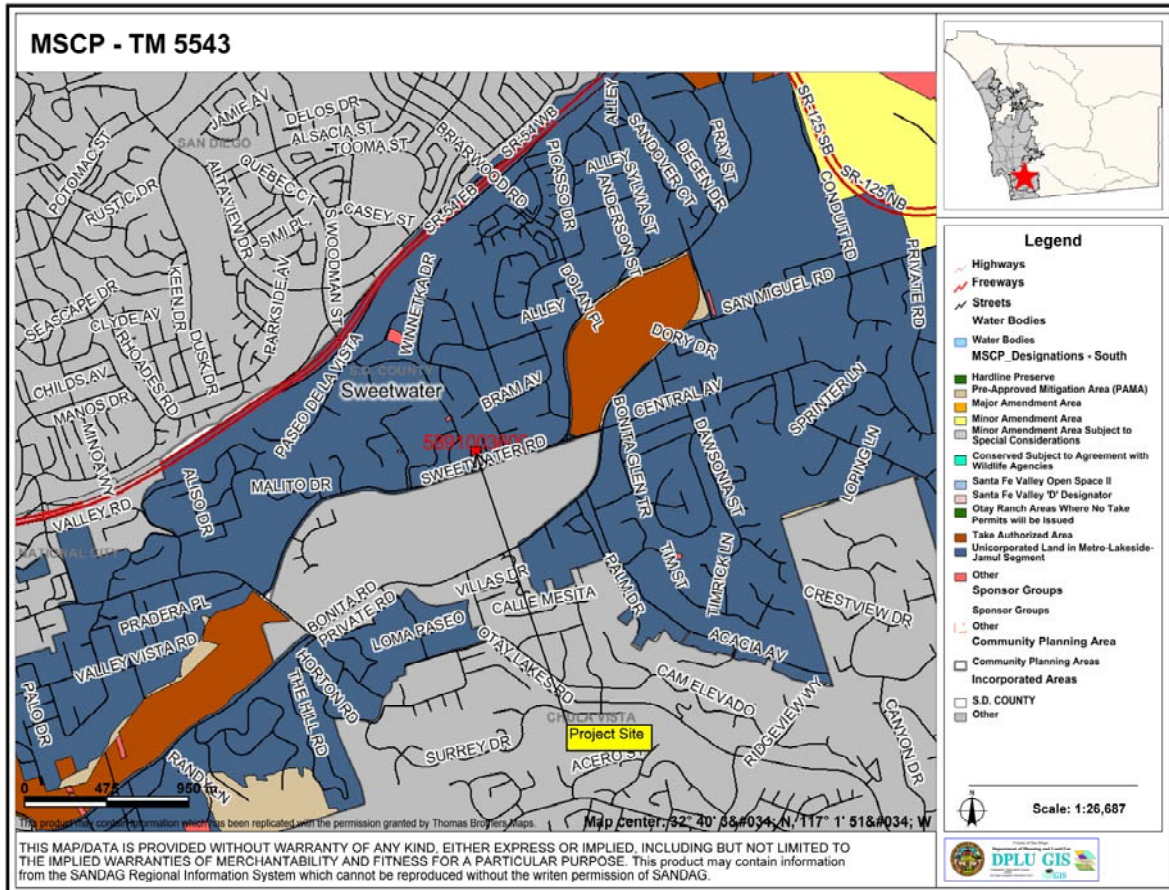 MSCP - TM 5543
POTOMAC ST
JAMIE AV
DELOS DR
ALSACIA ST
TOOMA ST
SAN DIEGO
RUSTIC DR
ALTAVIEW DR
QUEBEC CT
CASEY ST
SIMI PL
S WOODMAN ST
BRIARWOOD RD
SR-54 WB
SR-54 EB
PICASSO DR
ALLEY
SANDOVER CT
PRAY ST
DEGEN DR
ALLEY
SYLVIA ST
ANDERSON ST
SR-125 SB
SR-125 NB
CONDUIT RD
PRIVATE RD
SEASCAPE DR
CLYDE AV
KEEN DR
DUSK DR
PARKSIDE AV
RHOADES RD
CHILDS AV
MANOS DR
MINO AWY
WINNETKA DR
PASEO DELA VISTA
S.D. COUNTY
Sweetwater
ALLEY
DOLAN PL
BRAM AV
DORY DR
SAN MIGUEL RD
SPRINTER LN
CENTRAL AV
BONITA GLEN TR
DAWSONIA ST
LOPING LN
SWEETWATER RD
MALITO DR
ALISO DR
VALLEY RD
NATIONAL CITY
PRADERA PL
VALLEY VISTA RD
PALO DR
BONITA RD
PRIVATE RD
VILLAS DR
CALLE MESITA
LOMA PASEO
HORTON RD
THE HILL RD
OTAY LAKES RD
PALM DR
TIM ST
TIMRICK LN
ACACIA AV
CRESTVIEW DR
CAM ELEVADO
RIDGEVIEW WY
CANYON DR
CHULA VISTA
Project Site
SURREY DR
ACERO ST
RANDY LN
0 475 950 m
This product may contain information which has been replicated with the permission granted by Thomas Brothers Maps.
Map center: 32° 40' 3&#034; N, 117° 1' 518&#034; W
THIS MAP/DATA IS PROVIDED WITHOUT WARRANTY OF ANY KIND, EITHER EXPRESS OR IMPLIED, INCLUDING BUT NOT LIMITED TO
THE IMPLIED WARRANTIES OF MERCHANTABILITY AND FITNESS FOR A PARTICULAR PURPOSE. This product may contain information
from the SANDAG Regional Information System which cannot be reproduced without the writen permission of SANDAG.
Legend
Highways
Freeways
Streets
Water Bodies
Water Bodies
MSCP_Designations - South
Hardline Preserve
Pre-Approved Mitigation Area (PAMA)
Major Amendment Area
Minor Amendment Area
Minor Amendment Area Subject to
Special Considerations
Conserved Subject to Agreement with
Wildlife Agencies
Santa Fe Valley Open Space II
Santa Fe Valley 'D' Designator
Otay Ranch Areas Where No Take
Permits will be Issued
Take Authorized Area
Unicorporated Land in Metro-Lakeside-
Jamul Segment
Other
Sponsor Groups
Sponsor Groups
Other
Community Planning Area
Community Planning Areas
Incorporated Areas
S.D. COUNTY
Other
N
Scale: 1:26,687
DPLU GIS
GIS